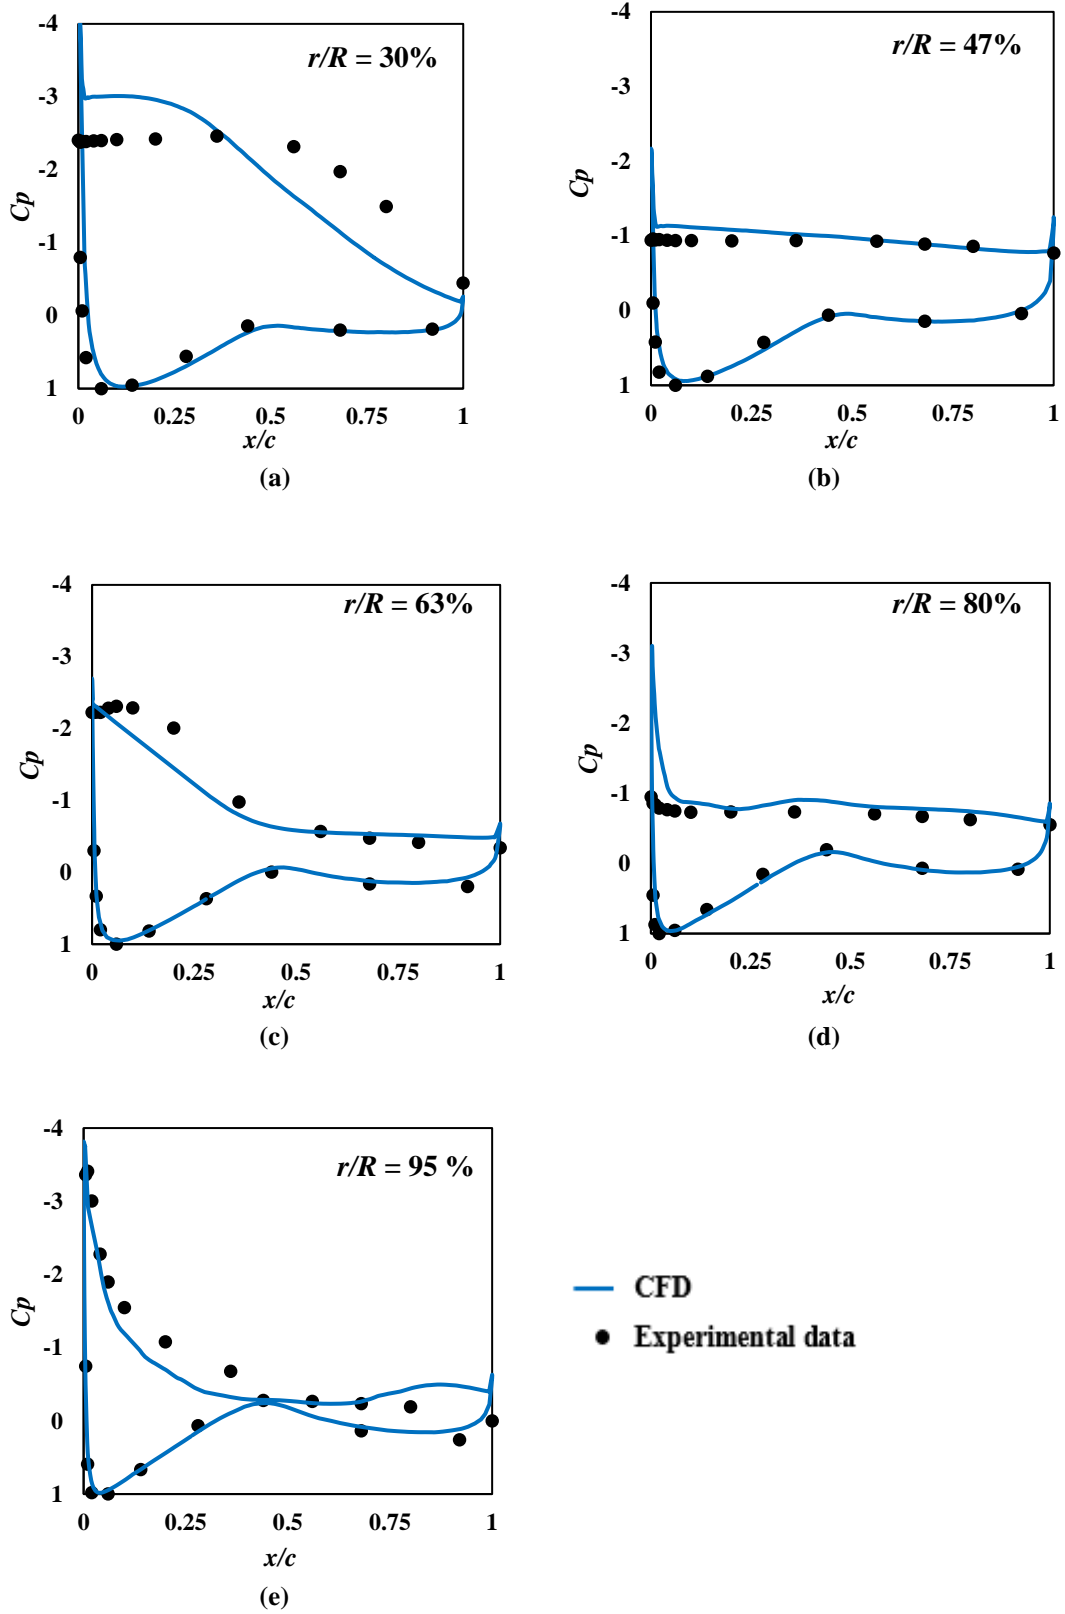 -4
r/R = 30%
-3
-2
Cp
-1
0
1
0 0.25 0.5 0.75 1
x/c
(a)
-4
r/R = 47%
-3
-2
Cp
-1
0
1
0 0.25 0.5 0.75 1
x/c
(b)
-4
r/R = 63%
-3
-2
Cp
-1
0
1
0 0.25 0.5 0.75 1
x/c
(c)
-4
r/R = 80%
-3
-2
Cp
-1
0
1
0 0.25 0.5 0.75 1
x/c
(d)
-4
r/R = 95 %
-3
-2
Cp
-1
0
1
0 0.25 0.5 0.75 1
x/c
(e)
CFD
Experimental data